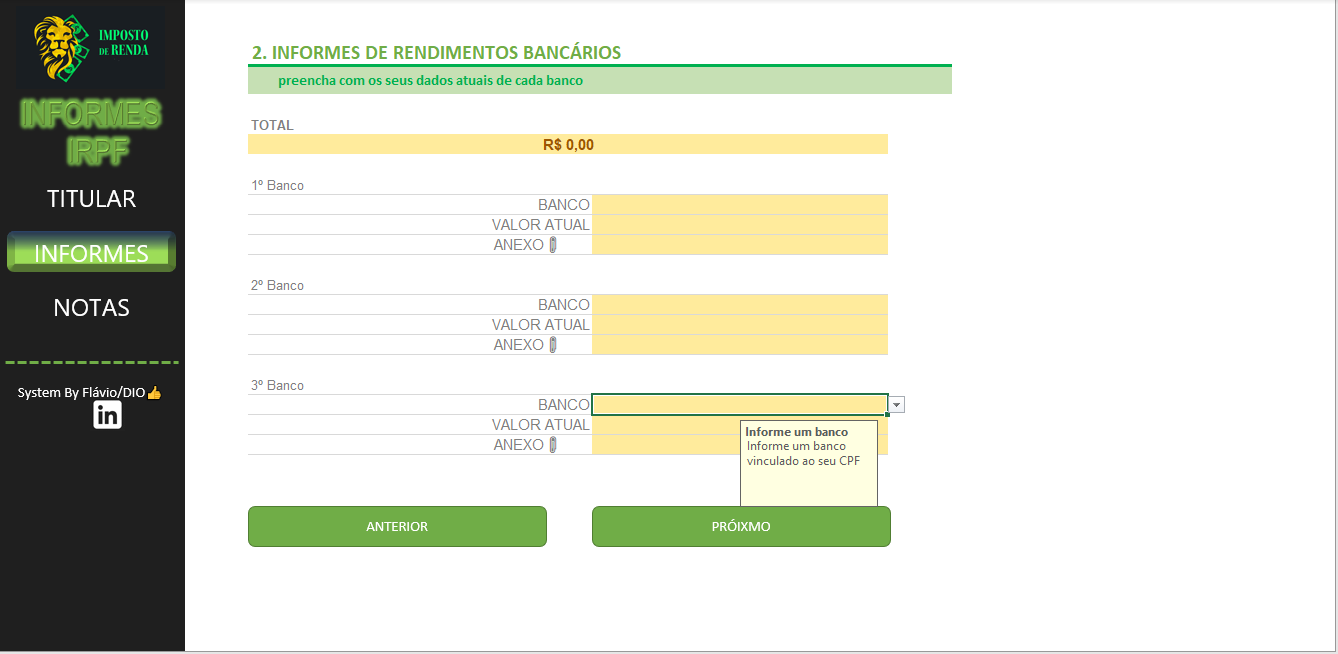 IMPOSTO
DE RENDA
INFORMES
IRPF
TITULAR
INFORMES
NOTAS
System By Flávio/DIO👍
in
2. INFORMES DE RENDIMENTOS BANCÁRIOS
preencha com os seus dados atuais de cada banco
TOTAL
R$ 0,00
1º Banco
BANCO
VALOR ATUAL
ANEXO
2º Banco
BANCO
VALOR ATUAL
ANEXO
3º Banco
BANCO
VALOR ATUAL
ANEXO
Informe um banco
Informe um banco
vinculado ao seu CPF
ANTERIOR
PRÓIXMO